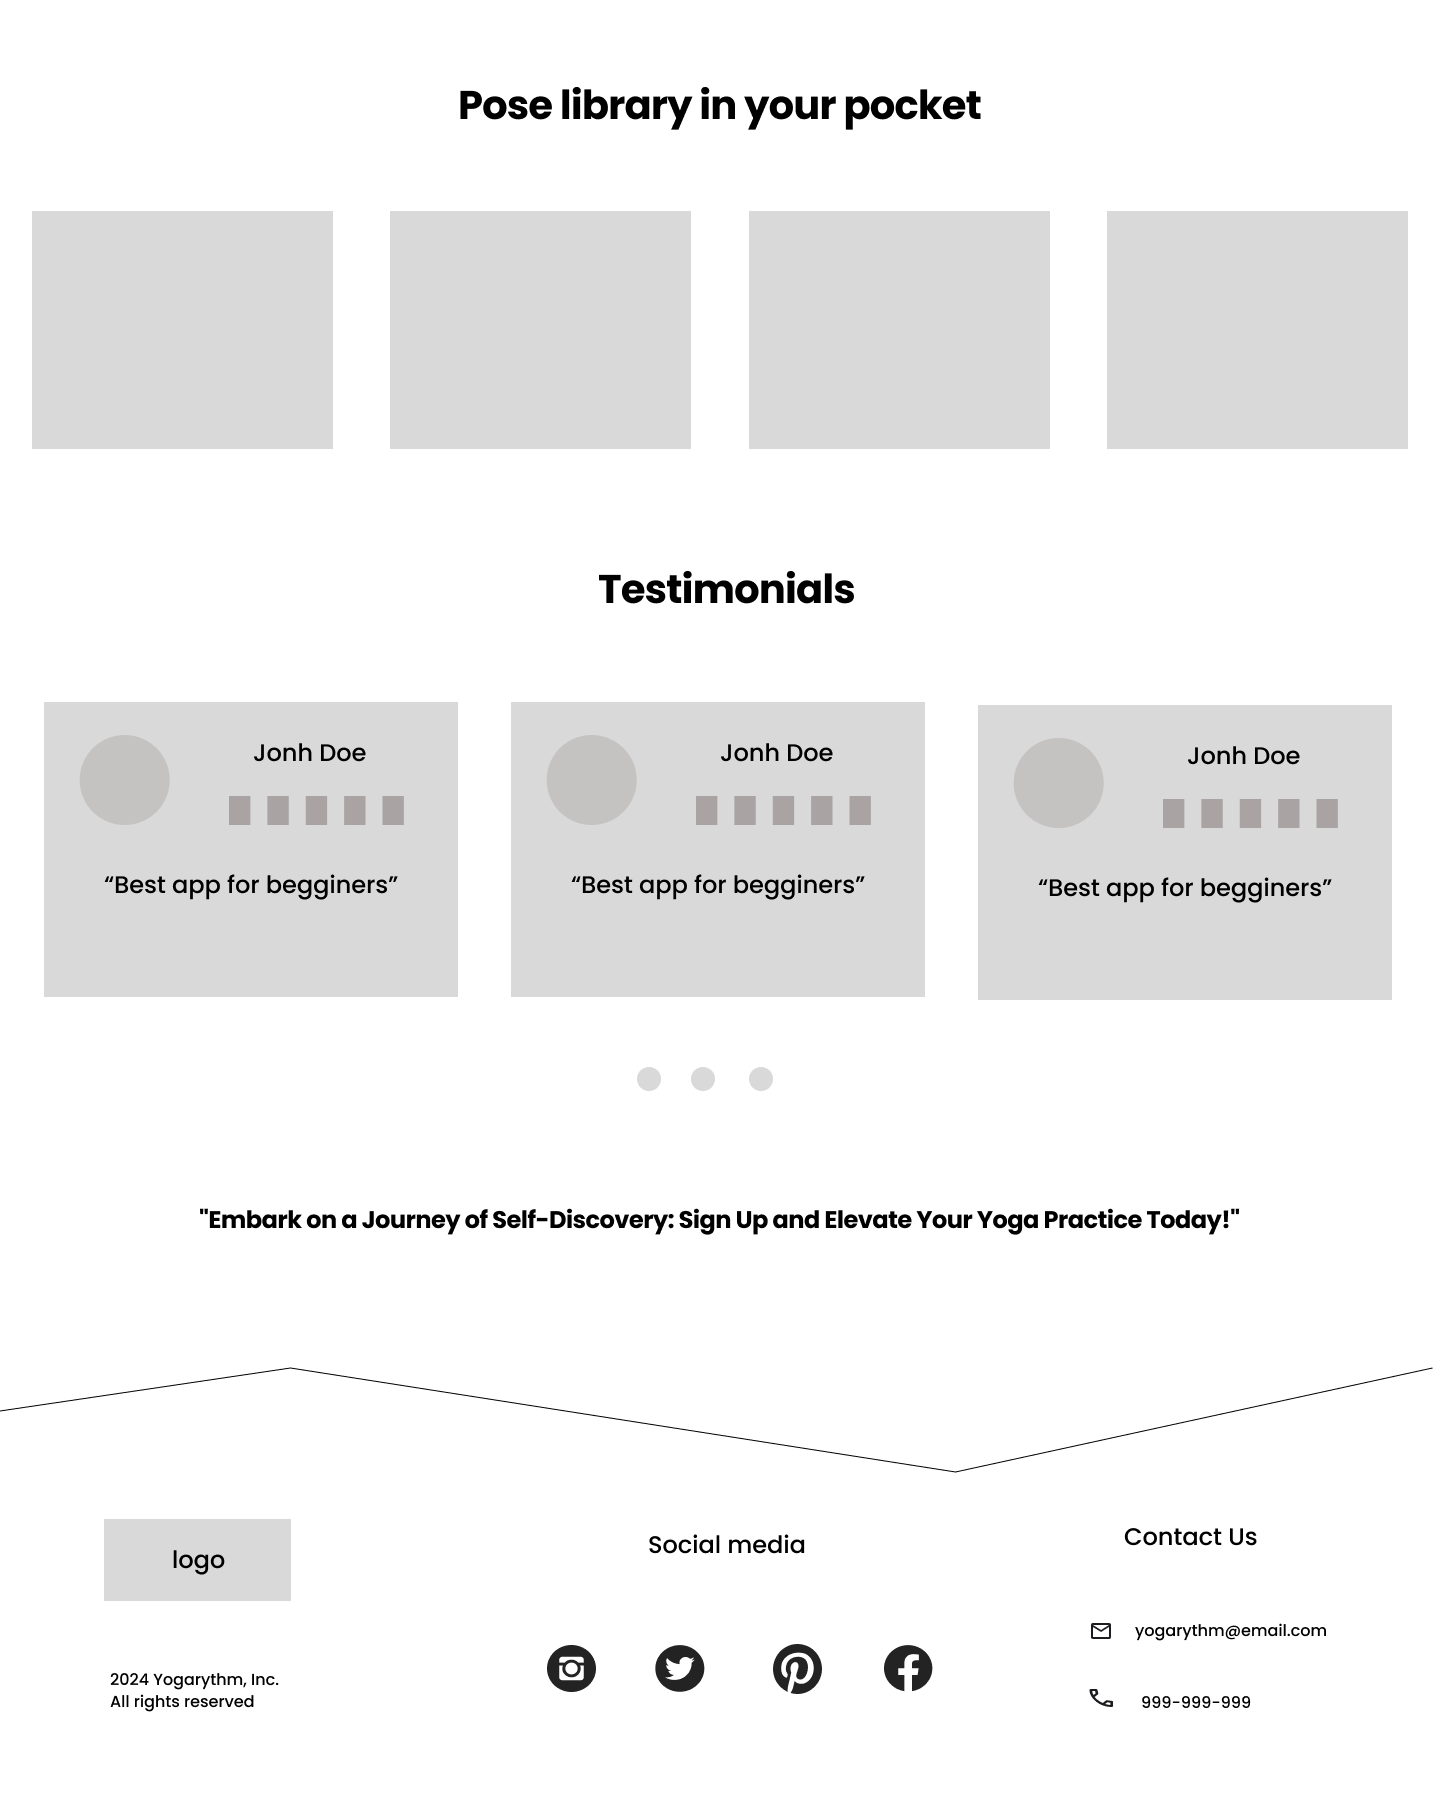 Pose library in your pocket
Testimonials
Jonh Doe
“Best app for begginers”
Jonh Doe
“Best app for begginers”
Jonh Doe
“Best app for begginers”
"Embark on a Journey of Self-Discovery: Sign Up and Elevate Your Yoga Practice Today!"
logo
2024 Yogarythm, Inc.
All rights reserved
Social media
Contact Us
yogarythm@email.com
999-999-999